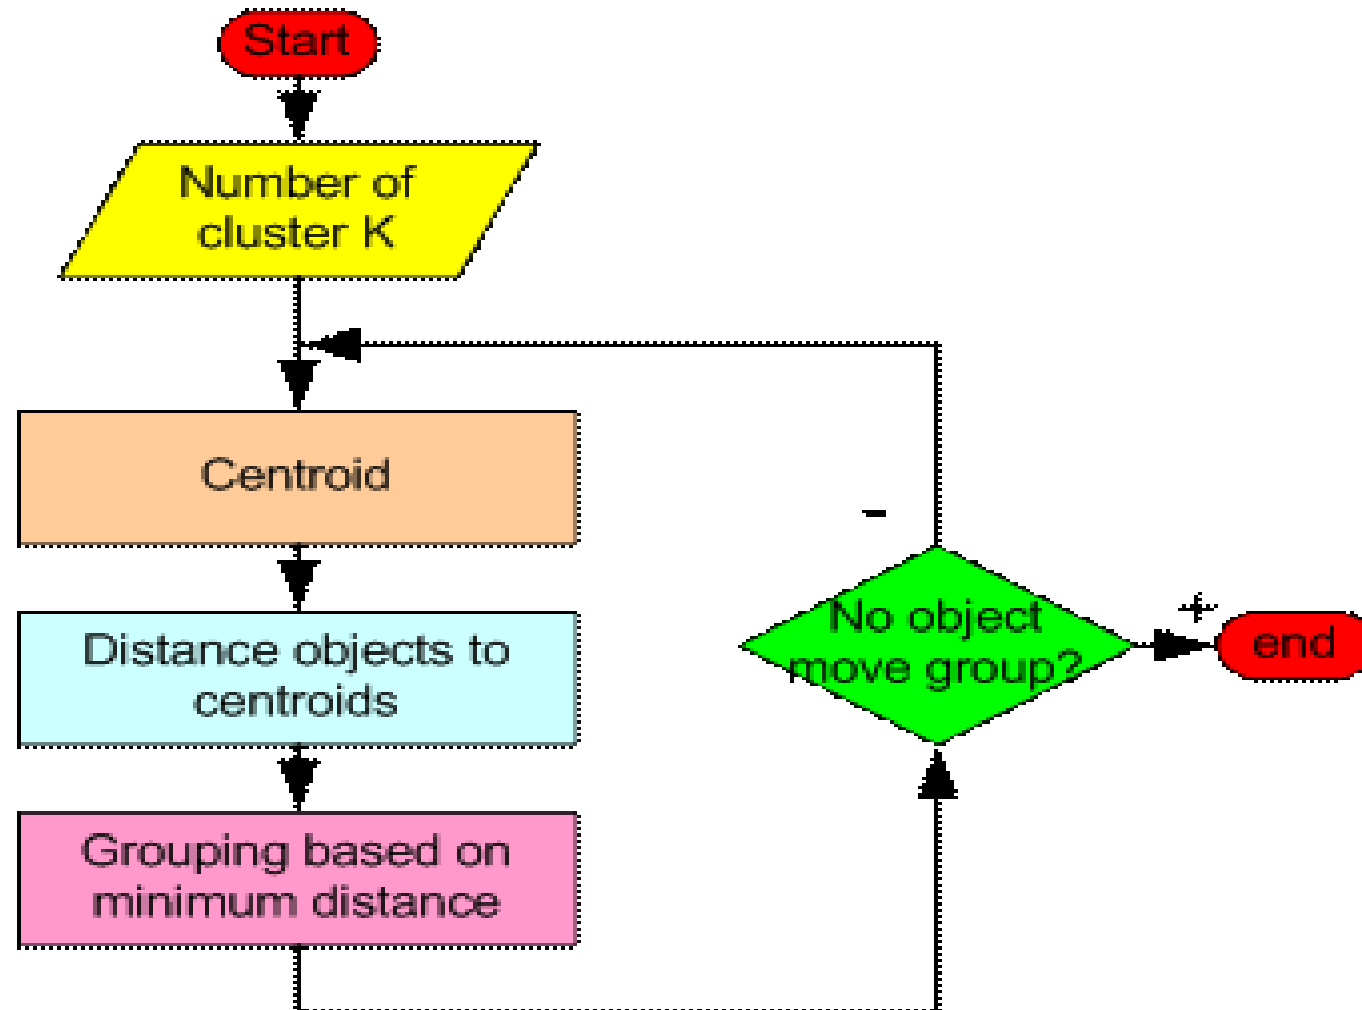 Start
Number of
cluster K
Centroid
Distance objects to
centroids
Grouping based on
minimum distance
-
No object
move group?
+
end